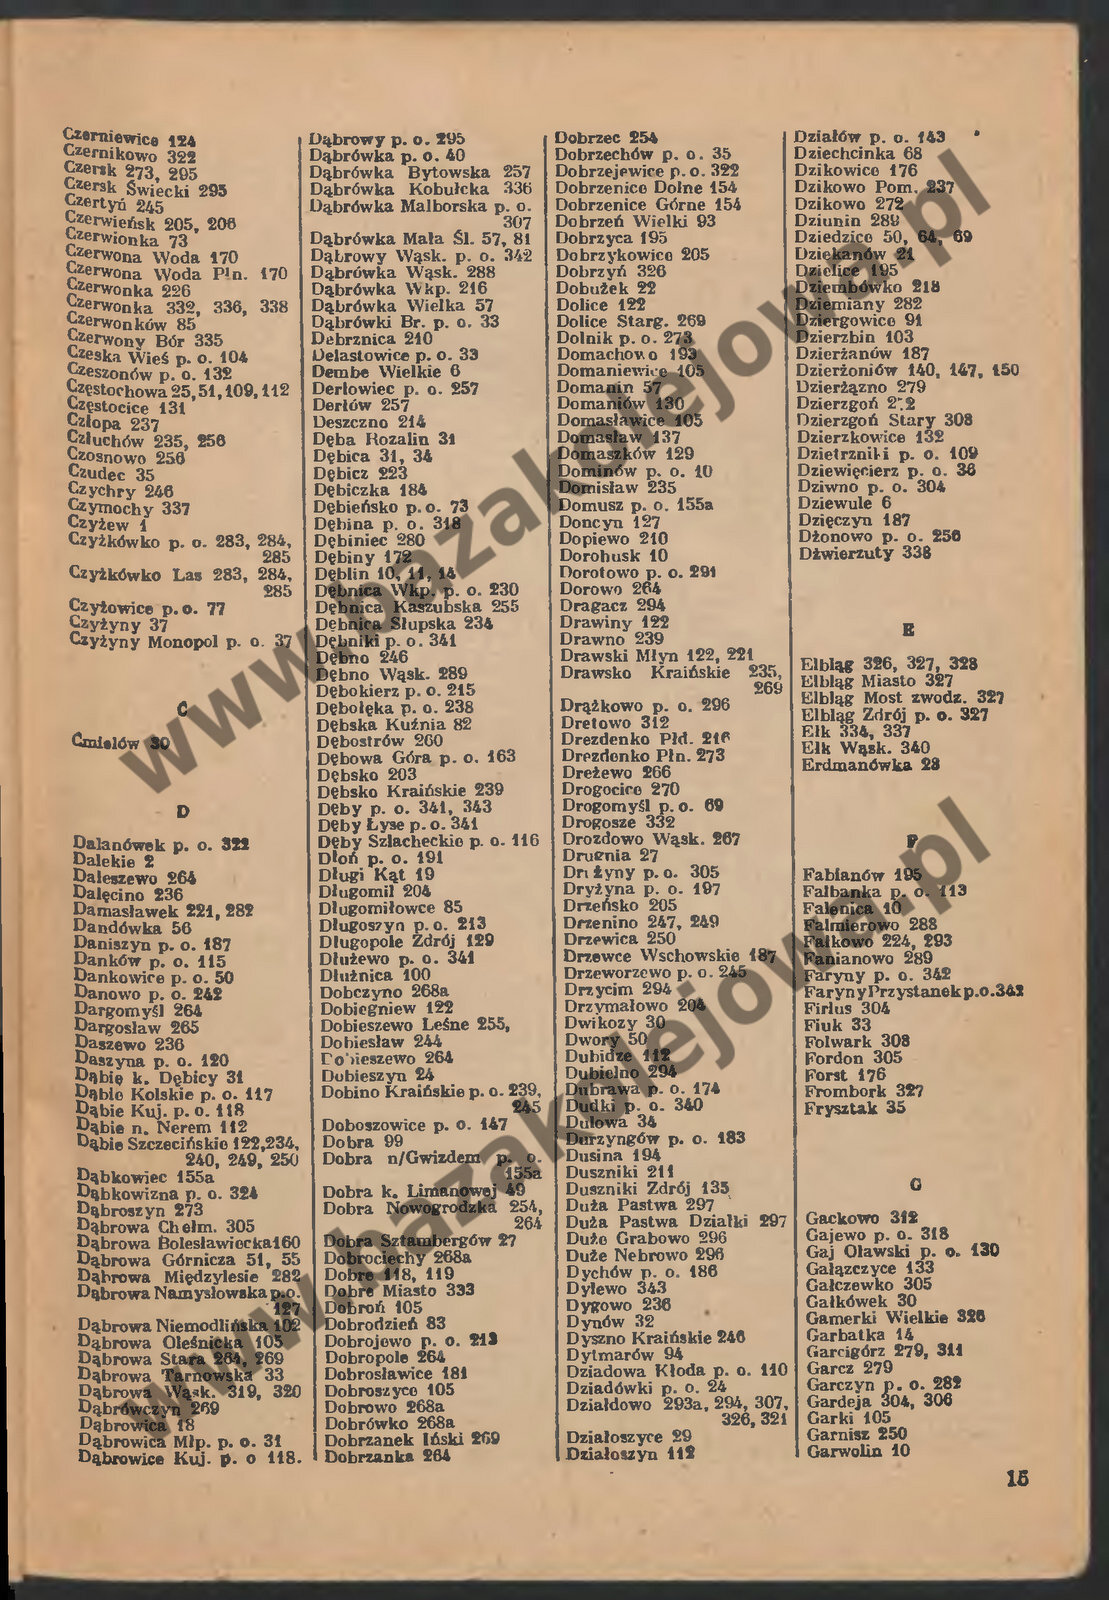 Czerniewice 124
Czernikowo 322
Czersk 273, 295
Czersk Świecki 295
Czertyń 245
Czerwieńsk 205, 206
Czerwionka 73
Czerwona Woda 170
Czerwona Woda Płn. 170
Czerwonka 226
Czerwonka 332, 336, 338
Czerwonków 85
Czerwony Bór 335
Czeska Wieś p. o. 104
Czeszonów p. o. 132
Częstochowa 25, 51, 109, 112
Częstocice 131
Człopa 237
Człuchów 235, 256
Czosnowo 256
Czudec 35
Czychry 246
Czymochy 337
Czyżew 1
Czyżkówko p. o. 283, 284,
285
Czyżkówko Las 283, 284,
285
Czyżowice p. o. 77
Czyżyny 37
Czyżyny Monopol p. o. 37
Ć
Ćmielów 30
D
Dalanówek p. o. 322
Dalekie 2
Daleszewo 264
Dalęcino 236
Damasławek 221, 282
Dandówka 56
Daniszyn p. o. 187
Danków p. o. 115
Dankowice p. o. 50
Danowo p. o. 242
Dargomyśl 264
Dargosław 265
Daszewo 236
Daszyna p. o. 120
Dąbie k. Dębicy 31
Dąbie Kolskie p. o. 117
Dąbie Kuj. p. o. 118
Dąbie n. Nerem 112
Dąbie Szczecińskie 122, 234,
240, 249, 250
Dąbkowiec 155a
Dąbkowizna p. o. 324
Dąbroszyn 273
Dąbrowa Chełm. 305
Dąbrowa Bolesławiecka 160
Dąbrowa Górnicza 51, 55
Dąbrowa Międzylesie 282
Dąbrowa Namysłowska p.o.
127
Dąbrowa Niemodlińska 102
Dąbrowa Oleśnicka 105
Dąbrowa Stara 264, 269
Dąbrowa Tarnowska 33
Dąbrowa Wąsk. 319, 320
Dąbrówczyn 269
Dąbrowica 18
Dąbrowica Młp. p. o. 31
Dąbrowice Kuj. p. o 118.
Dąbrowy p. o. 295
Dąbrówka p. o. 40
Dąbrówka Bytowska 257
Dąbrówka Kobułcka 336
Dąbrówka Malborska p. o.
307
Dąbrówka Mała Śl. 57, 81
Dąbrowy Wąsk. p. o. 342
Dąbrówka Wąsk. 288
Dąbrówka Wkp. 216
Dąbrówka Wielka 57
Dąbrówki Br. p. o. 33
Debrznica 210
Delastowice p. o. 33
Dembe Wielkie 6
Derłowiec p. o. 257
Derłów 257
Deszczno 214
Dęba Rozalin 31
Dębica 31, 34
Dębicz 223
Dębiczka 184
Dębieńsko p. o. 73
Dębina p. o. 318
Dębiniec 280
Dębiny 172
Dęblin 10, 11, 14
Dębnica Wkp. p. o. 230
Dębnica Kaszubska 255
Dębnica Słupska 234
Dębniki p. o. 341
Dębno 246
Dębno Wąsk. 289
Dębokierz p. o. 215
Dębołęka p. o. 238
Dębska Kuźnia 82
Dębostrów 260
Dębowa Góra p. o. 163
Dębsko 203
Dębsko Kraińskie 239
Dęby p. o. 341, 343
Dęby Łyse p. o. 341
Dęby Szlacheckie p. o. 116
Dłoń p. o. 191
Długi Kąt 19
Długomil 204
Długomiłowce 85
Długoszyn p. o. 213
Długopole Zdrój 129
Dłużewo p. o. 341
Dłużnica 100
Dobczyno 268a
Dobiegniew 122
Dobieszewo Leśne 255,
Dobiesław 244
Dobieszewo 264
Dobieszyn 24
Dobino Kraińskie p. o. 239,
245
Doboszowice p. o. 147
Dobra 99
Dobra n/Gwizdem p. o.
155a
Dobra k. Limanowej 49
Dobra Nowogrodzka 254,
264
Dobra Sztambergów 27
Dobrociechy 268a
Dobre 118, 119
Dobre Miasto 333
Dobroń 105
Dobrodzień 83
Dobrojewo p. o. 212
Dobropole 264
Dobrosławice 181
Dobroszyce 105
Dobrowo 268a
Dobrówko 268a
Dobrzanek Iński 269
Dobrzanka 264
Dobrzec 254
Dobrzechów p. o. 35
Dobrzejewice p. o. 322
Dobrzenice Dolne 154
Dobrzenice Górne 154
Dobrzeń Wielki 93
Dobrzyca 195
Dobrzykowice 205
Dobrzyń 326
Dobużek 22
Dolice 122
Dolice Starg. 269
Dolnik p. o. 273
Domachowo 193
Domaniewice 105
Domanin 57
Domaniów 130
Domasławice 105
Domasław 137
Domaszków 129
Dominów p. o. 10
Domisław 235
Domusz p. o. 155a
Doncyn 127
Dopiewo 210
Dorohusk 10
Dorotowo p. o. 291
Dorowo 264
Dragacz 294
Drawiny 122
Drawno 239
Drawski Młyn 122, 221
Drawsko Kraińskie 235,
269
Drążkowo p. o. 296
Dretowo 312
Drezdenko Płd. 216
Drezdenko Płn. 273
Dreżewo 266
Drogocice 270
Drogomyśl p. o. 69
Drogosze 332
Drozdowo Wąsk. 267
Drugnia 27
Drużyny p. o. 305
Dryżyna p. o. 197
Drzeńsko 205
Drzenino 247, 249
Drzewica 250
Drzewce Wschowskie 187
Drzeworzewo p. o. 245
Drzycim 294
Drzymałowo 204
Dwikozy 30
Dwory 50
Dubidze 112
Dubielno 294
Dubrawa p. o. 174
Dudki p. o. 340
Dulowa 34
Durzyngów p. o. 183
Dusina 194
Duszniki 211
Duszniki Zdrój 135
Duża Pastwa 297
Duża Pastwa Działki 297
Duże Grabowo 296
Duże Nebrowo 296
Dychów p. o. 186
Dylewo 343
Dygowo 236
Dynów 32
Dyszno Kraińskie 246
Dytmarów 94
Dziadowa Kłoda p. o. 110
Dziadówki p. o. 24
Działdowo 293a, 294, 307,
326, 321
Działoszyce 29
Działoszyn 112
Działów p. o. 143
Dziechcinka 68
Dzikowice 176
Dzikowo Pom. 237
Dzikowo 272
Dziunin 289
Dziedzice 50, 64, 69
Dziekanów 21
Dzielice 195
Dziembówko 218
Dziemiany 282
Dziergowice 91
Dzierzbin 103
Dzierżanów 187
Dzierżoniów 140, 147, 150
Dzierżązno 279
Dzierzgoń
Dzierzgoń Stary 308
Dzierzkowice 132
Dzietrzniki p. o. 109
Dziewięcierz p. o. 36
Dziwno p. o. 304
Dziewule 6
Dzięczyn 187
Dżonowo p. o. 256
Dźwierzuty 338
E
Elbląg 326, 327, 328
Elbląg Miasto 327
Elbląg Most zwodz. 327
Elbląg Zdrój p. o. 327
Ełk 334, 337
Ełk Wąsk. 340
Erdmanówka 28
F
Fabianów 195
Falbanka p. o. 113
Falenica 10
Falmierowo 288
Fałkowo 224, 293
Fanianowo 289
Faryny p. o. 342
Faryny Przystanek p.o. 342
Firlus 304
Fiuk 33
Folwark 308
Fordon 305
Forst 176
Frombork 327
Frysztak 35
G
Gackowo 312
Gajewo p. o. 318
Gaj Oławski p. o. 130
Gałązczyce 133
Gałczewko 305
Gałkówek 30
Gamerki Wielkie 326
Garbatka 14
Garcigórz 279, 311
Garcz 279
Garczyn p. o. 282
Gardeja 304, 306
Garki 105
Garnisz 250
Garwolin 10
15
www.bazakolejowa.pl
www.bazakolejowa.pl